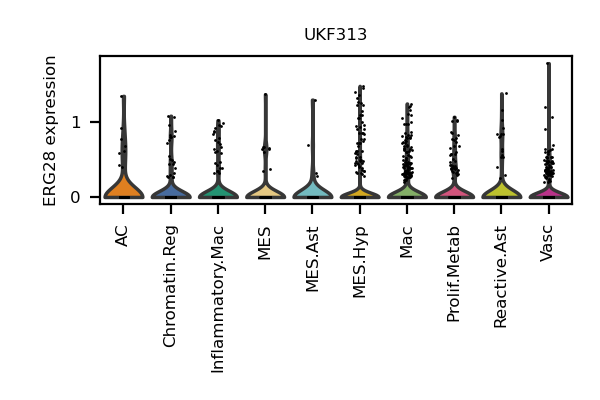 UKF313
ERG28 expression
1
0
AC
Chromatin.Reg
Inflammatory.Mac
MES
MES.Ast
MES.Hyp
Mac
Prolif.Metab
Reactive.Ast
Vasc